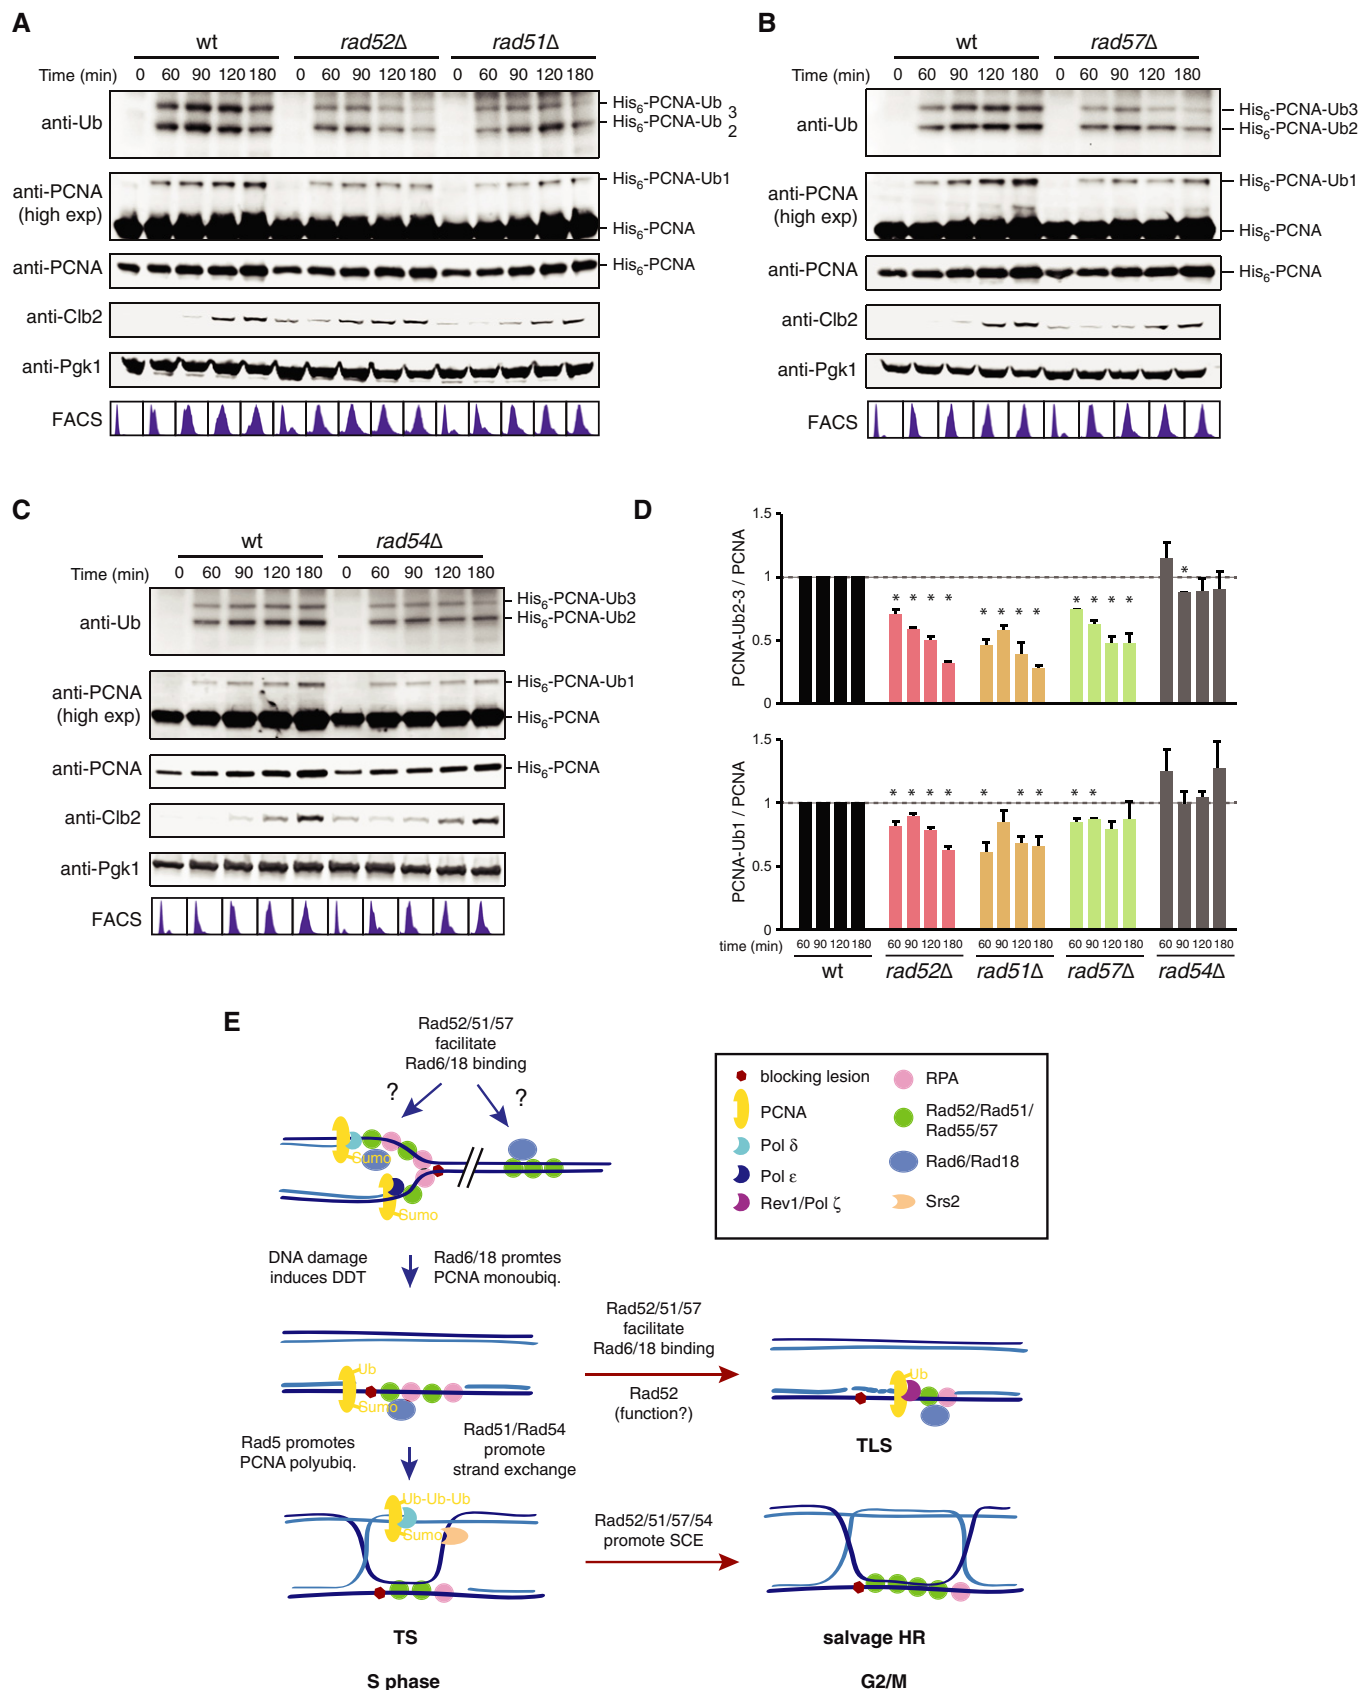 A
wt rad52Δ rad51Δ
Time (min) 0 60 90 120 180 0 60 90 120 180 0 60 90 120 180
anti-Ub
His6-PCNA-Ub 3
His6-PCNA-Ub 2
anti-PCNA
(high exp)
His6-PCNA-Ub1
His6-PCNA
anti-PCNA
His6-PCNA
anti-Clb2
anti-Pgk1
FACS
B
wt rad57Δ
Time (min) 0 60 90 120 180 0 60 90 120 180
anti-Ub
His6-PCNA-Ub3
His6-PCNA-Ub2
anti-PCNA
(high exp)
His6-PCNA-Ub1
His6-PCNA
anti-PCNA
His6-PCNA
anti-Clb2
anti-Pgk1
FACS
C
wt rad54Δ
Time (min) 0 60 90 120 180 0 60 90 120 180
anti-Ub
His6-PCNA-Ub3
His6-PCNA-Ub2
anti-PCNA
(high exp)
His6-PCNA-Ub1
His6-PCNA
anti-PCNA
His6-PCNA
anti-Clb2
anti-Pgk1
FACS
D
PCNA-Ub2-3 / PCNA
1.5
1
0.5
0
* * * * * * * * * * * * *
PCNA-Ub1 / PCNA
1.5
1
0.5
0
* * * * * * * * *
time (min) 60 90 120 180 60 90 120 180 60 90 120 180 60 90 120 180 60 90 120 180
wt rad52Δ rad51Δ rad57Δ rad54Δ
E
Rad52/51/57
facilitate
Rad6/18 binding
? ?
Sumo
Sumo
blocking lesion
PCNA
Pol δ
Pol ε
Rev1/Pol ζ
RPA
Rad52/Rad51/
Rad55/57
Rad6/Rad18
Srs2
DNA damage
induces DDT
Rad6/18 promtes
PCNA monoubiq.
Ub
Sumo
Rad52/51/57
facilitate
Rad6/18 binding
Rad52
(function?)
Ub
TLS
Rad5 promotes
PCNA polyubiq.
Rad51/Rad54
promote
strand exchange
Ub-Ub-Ub
Sumo
Rad52/51/57/54
promote SCE
TS
salvage HR
S phase
G2/M